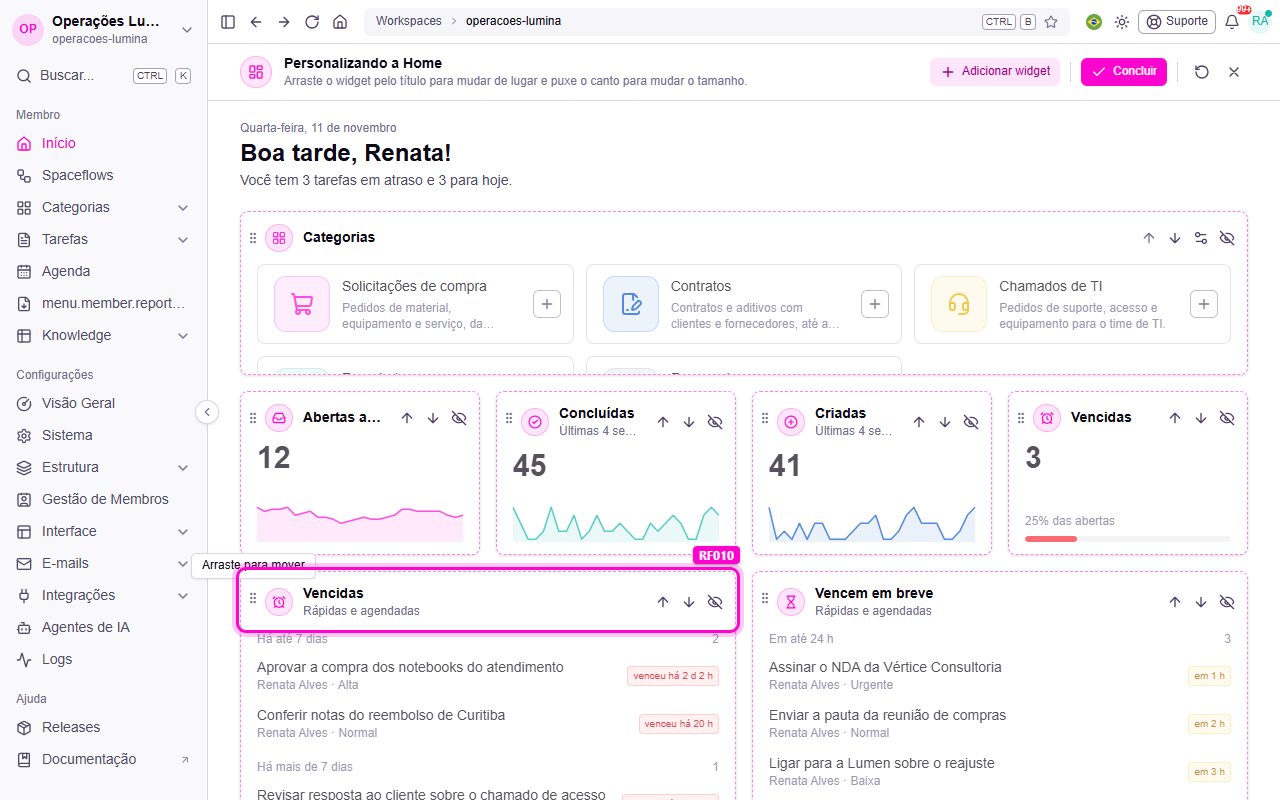 OP
Operações Lu...
operacoes-lumina
Workspaces
operacoes-lumina
CTRL
B
Suporte
99+
RA
Buscar...
CTRL
K
Personalizando a Home
Arraste o widget pelo título para mudar de lugar e puxe o canto para mudar o tamanho.
Adicionar widget
Concluir
Membro
Início
Spaceflows
Categorias
Tarefas
Agenda
menu.member.report...
Knowledge
Configurações
Visão Geral
Sistema
Estrutura
Gestão de Membros
Interface
E-mails
Integrações
Agentes de IA
Logs
Ajuda
Releases
Documentação
Quarta-feira, 11 de novembro
Boa tarde, Renata!
Você tem 3 tarefas em atraso e 3 para hoje.
Categorias
Solicitações de compra
Pedidos de material,
equipamento e serviço, da...
Contratos
Contratos e aditivos com
clientes e fornecedores, até a...
Chamados de TI
Pedidos de suporte, acesso e
equipamento para o time de TI.
Abertas a...
12
Concluídas
Últimas 4 se...
45
Criadas
Últimas 4 se...
41
Vencidas
3
25% das abertas
RF010
Arraste para mover
Vencidas
Rápidas e agendadas
Há até 7 dias
2
Aprovar a compra dos notebooks do atendimento
Renata Alves · Alta
venceu há 2 d 2 h
Conferir notas do reembolso de Curitiba
Renata Alves · Normal
venceu há 20 h
Há mais de 7 dias
1
Revisar resposta ao cliente sobre o chamado de acesso
Vencem em breve
Rápidas e agendadas
Em até 24 h
3
Assinar o NDA da Vértice Consultoria
Renata Alves · Urgente
em 1 h
Enviar a pauta da reunião de compras
Renata Alves · Normal
em 2 h
Ligar para a Lumen sobre o reajuste
Renata Alves · Baixa
em 3 h